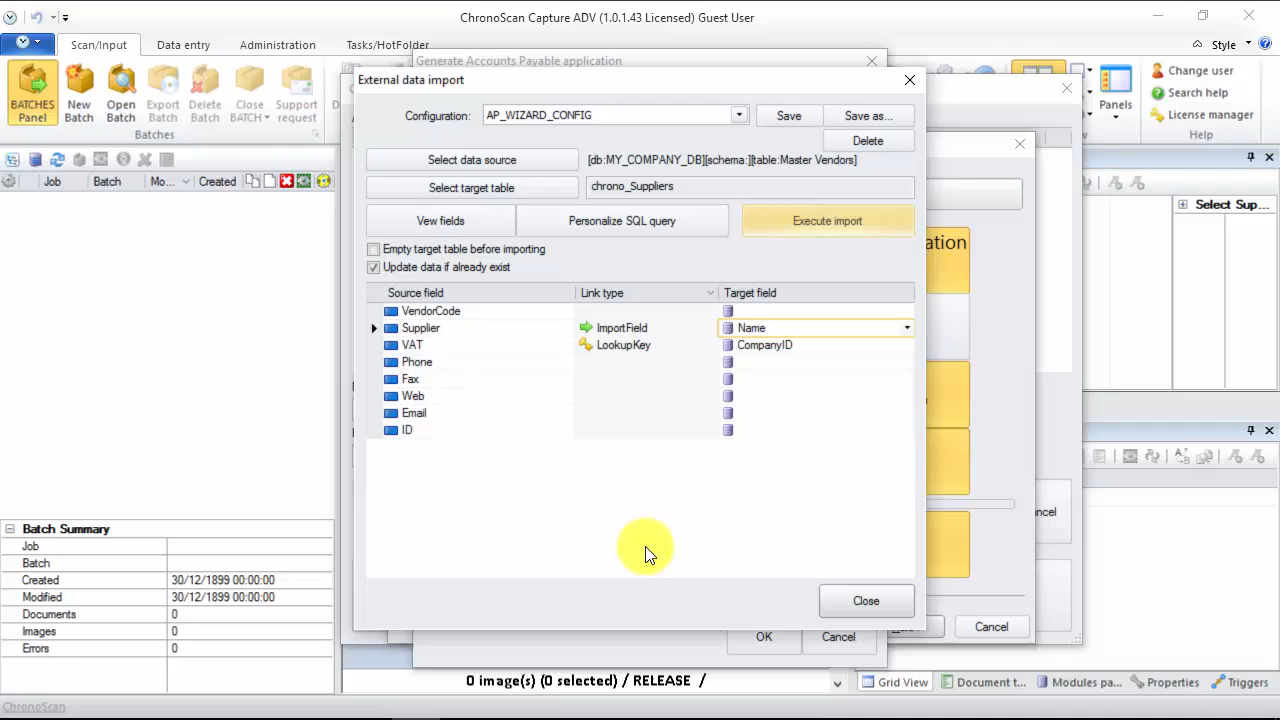 ChronoScan Capture ADV (1.0.1.43 Licensed) Guest User
Scan/Input
Data entry
Administration
Tasks/HotFolder
Style
BATCHES Panel
New Batch
Open Batch
Export Batch
Delete Batch
Close BATCH
Support request
Batches
Panels
Change user
Search help
License manager
Help
Generate Accounts Payable application
External data import
Configuration:
AP_WIZARD_CONFIG
Save
Save as...
Delete
Select data source
[db:MY_COMPANY_DB][schema:][table:Master Vendors]
Select target table
chrono_Suppliers
Vew fields
Personalize SQL query
Execute import
Empty target table before importing
Update data if already exist
Source field Link type Target field
VendorCode
Supplier ImportField Name
VAT LookupKey CompanyID
Phone
Fax
Web
Email
ID
Close
OK
Cancel
Cancel
ation
Job Batch Mo... Created
Select Sup...
Batch Summary
Job
Batch
Created 30/12/1899 00:00:00
Modified 30/12/1899 00:00:00
Documents 0
Images 0
Errors 0
0 image(s) (0 selected) / RELEASE /
Grid View
Document t...
Modules pa...
Properties
Triggers
ChronoScan